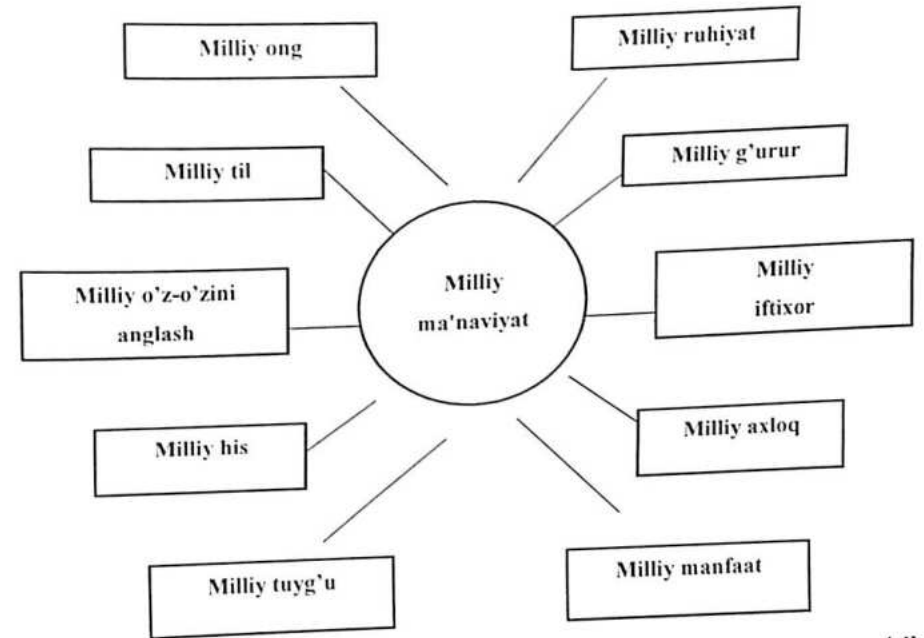 Milliy ong
Milliy ruhiyat
Milliy til
Milliy g'urur
Milliy o'z-o'zini
anglash
Milliy
ma'naviyat
Milliy
iftixor
Milliy his
Milliy axloq
Milliy tuyg'u
Milliy manfaat